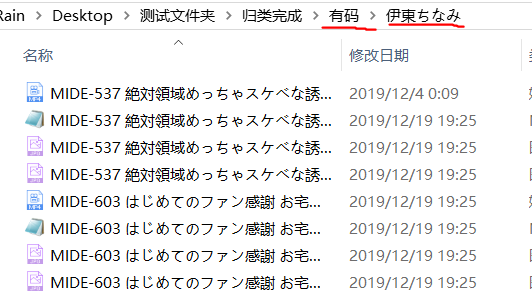 Rain > Desktop > 测试文件夹 > 归类完成 > 有码 > 伊東ちなみ
名称 修改日期
MIDE-537 絶対領域めっちゃスケベな誘... 2019/12/4 0:09
MIDE-537 絶対領域めっちゃスケベな誘... 2019/12/19 19:25
MIDE-537 絶対領域めっちゃスケベな誘... 2019/12/19 19:25
MIDE-537 絶対領域めっちゃスケベな誘... 2019/12/19 19:25
MIDE-603 はじめてのファン感謝 お宅... 2019/12/19 19:25
MIDE-603 はじめてのファン感謝 お宅... 2019/12/19 19:25
MIDE-603 はじめてのファン感謝 お宅... 2019/12/19 19:25
MIDE-603 はじめてのファン感謝 お宅... 2019/12/19 19:25